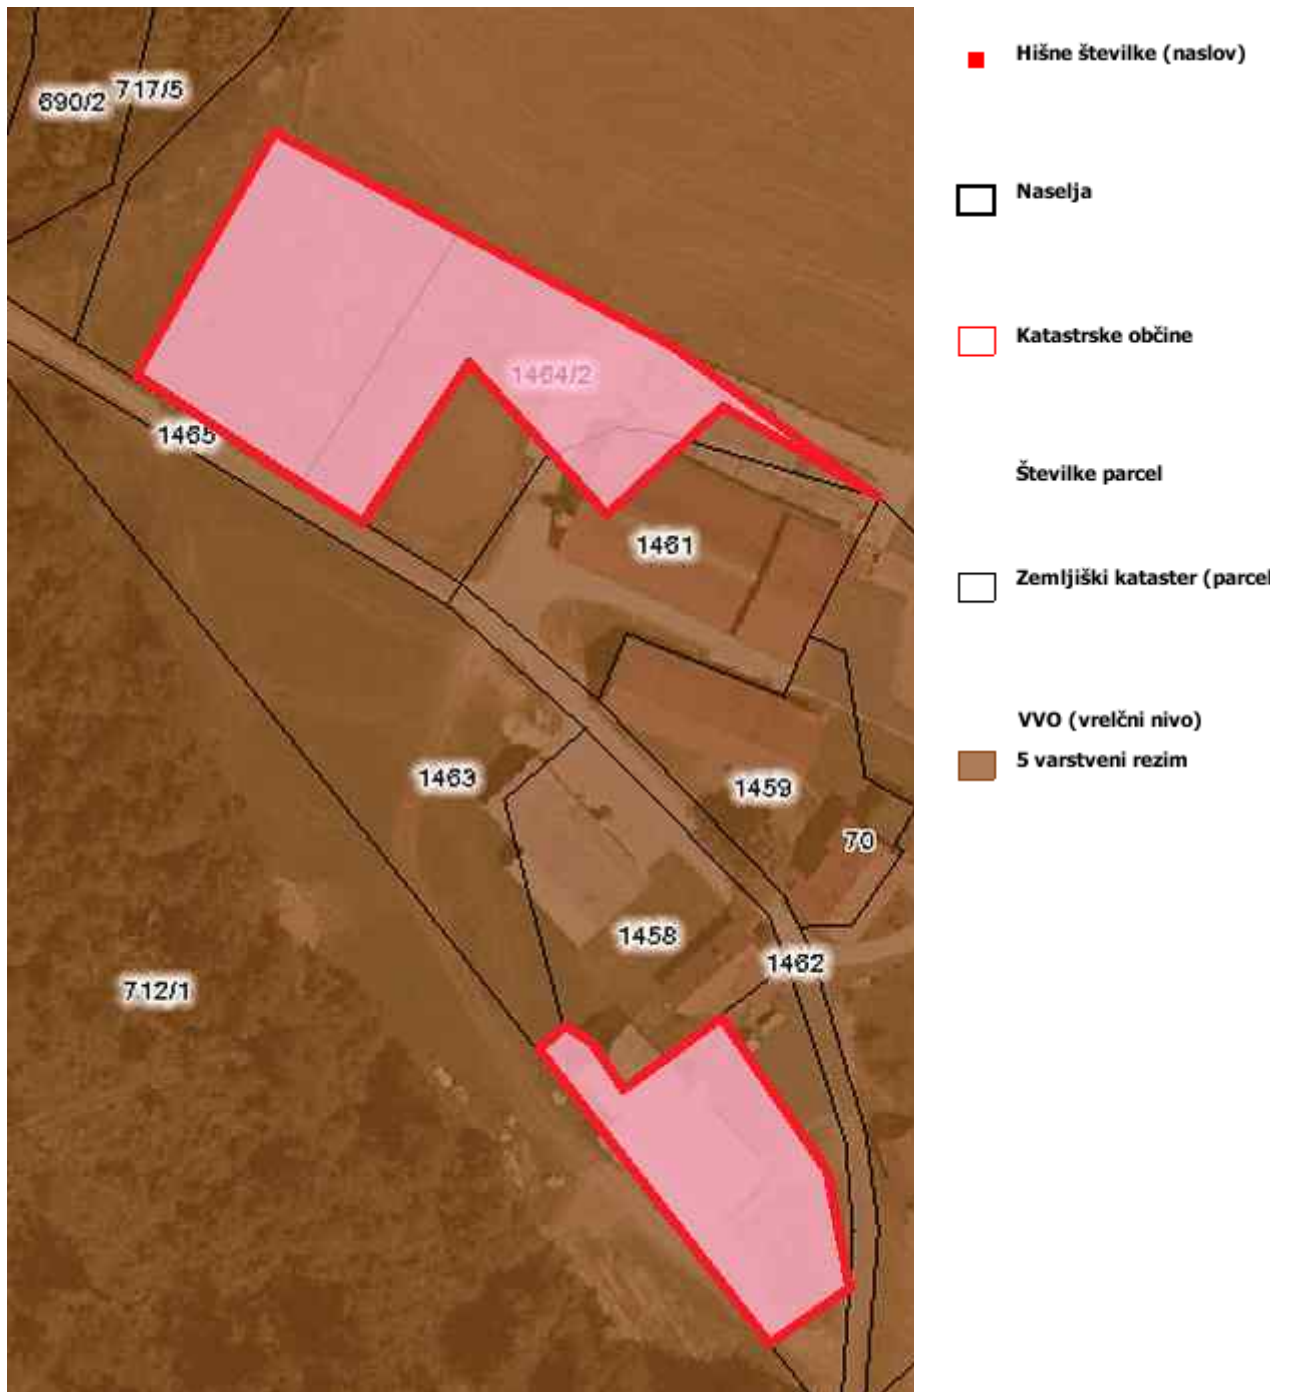 690/2
717/5
1464/2
1465
1461
1463
1459
70
1458
1462
712/1
Hišne številke (naslov)
Naselja
Katastrske občine
Številke parcel
Zemljiški kataster (parcel
VVO (vrelčni nivo)
5 varstveni rezim